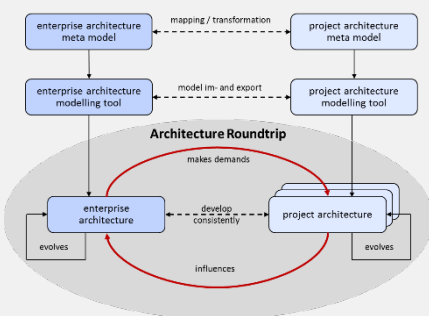 enterprise architecture
meta model
mapping / transformation
project architecture
meta model
enterprise architecture
modelling tool
model im- and export
project architecture
modelling tool
Architecture Roundtrip
makes demands
enterprise
architecture
develop
consistently
project architecture
evolves
influences
evolves